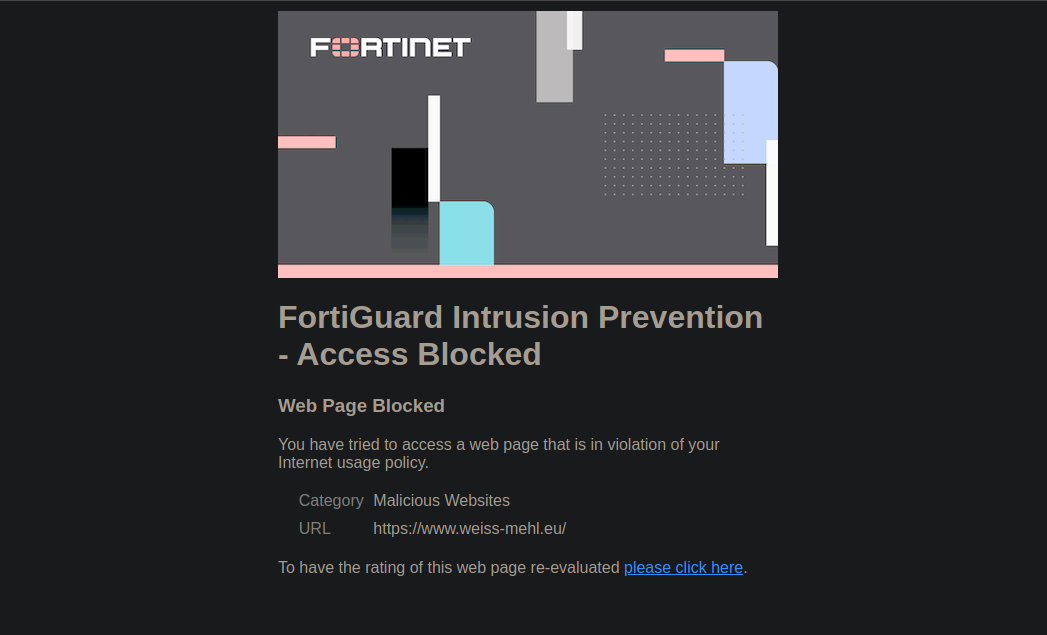 FORTINET
FortiGuard Intrusion Prevention
- Access Blocked
Web Page Blocked
You have tried to access a web page that is in violation of your
Internet usage policy.
Category Malicious Websites
URL https://www.weiss-mehl.eu/
To have the rating of this web page re-evaluated please click here.